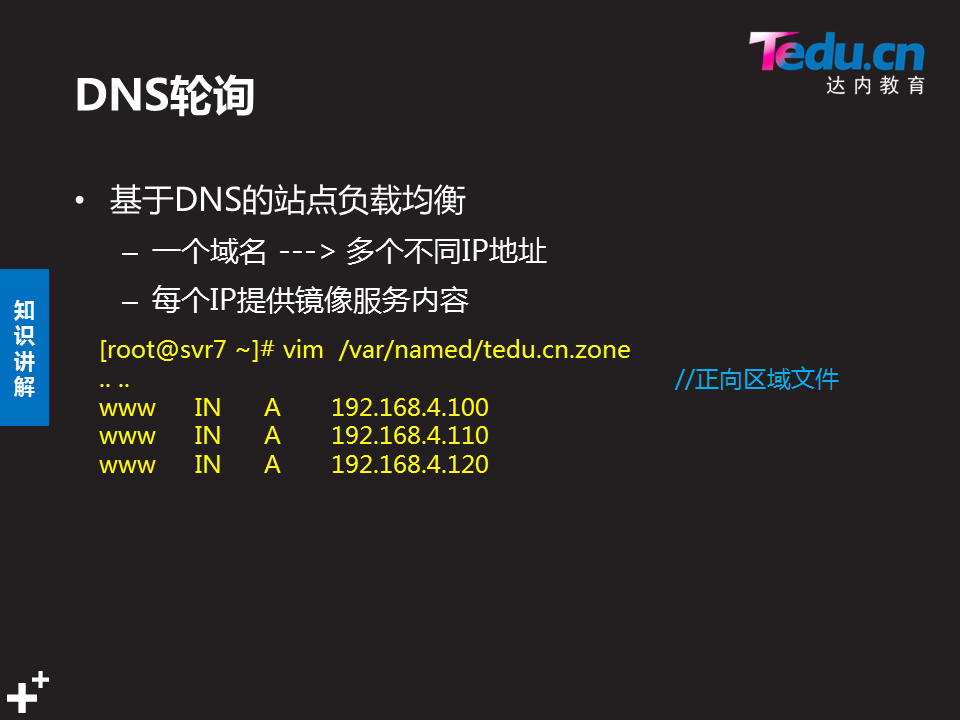 Tedu.cn
达内教育
DNS轮询
• 基于DNS的站点负载均衡
– 一个域名 ---> 多个不同IP地址
– 每个IP提供镜像服务内容
知识讲解
[root@svr7 ~]# vim /var/named/tedu.cn.zone
.. .. //正向区域文件
www IN A 192.168.4.100
www IN A 192.168.4.110
www IN A 192.168.4.120